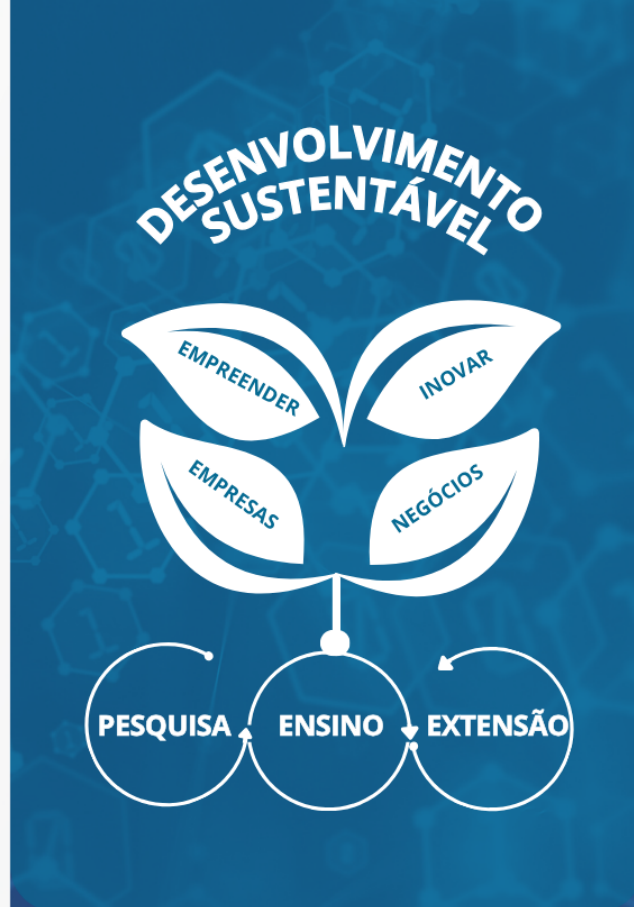 DESENVOLVIMENTO
SUSTENTÁVEL
EMPREENDER
INOVAR
EMPRESAS
NEGÓCIOS
PESQUISA
ENSINO
EXTENSÃO